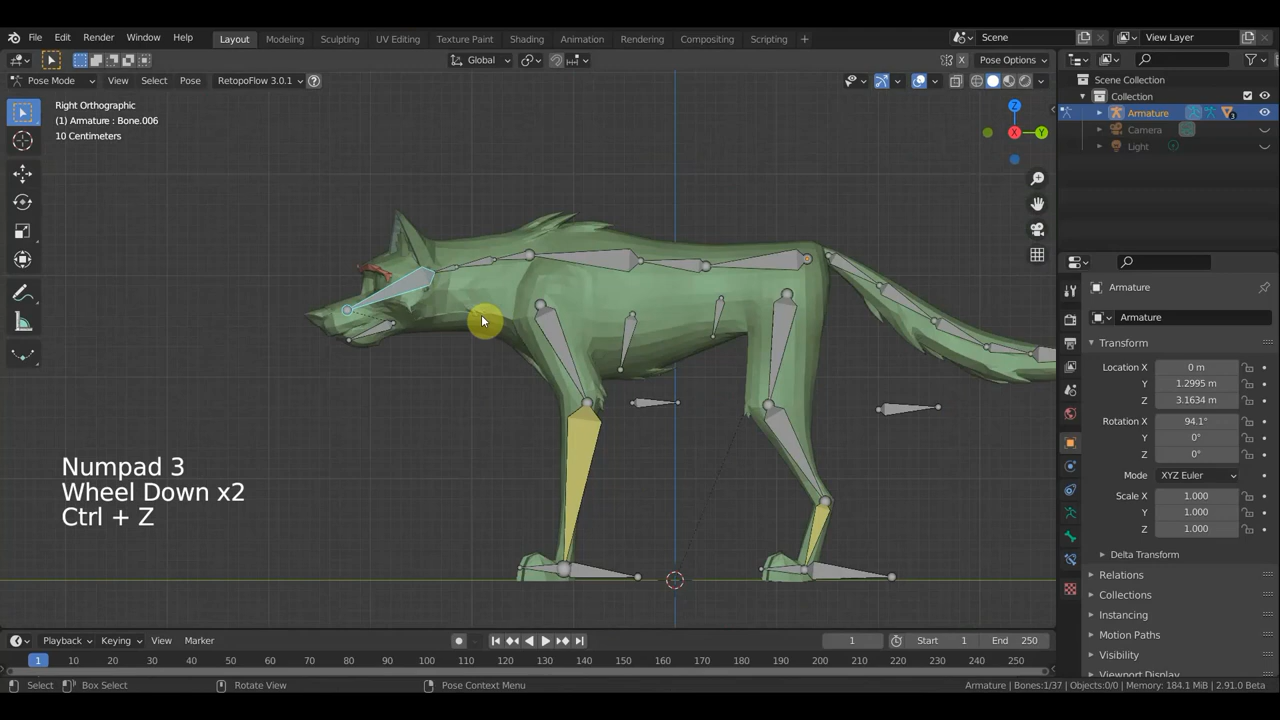 File Edit Render Window Help Layout Modeling Sculpting UV Editing Texture Paint Shading Animation Rendering Compositing Scripting + Scene View Layer
Global Pose Options
Pose Mode View Select Pose RetopoFlow 3.0.1 Scene Collection
Collection
Armature
Camera
Light
Right Orthographic
(1) Armature : Bone.006
10 Centimeters
Z
Y
X
Armature
Armature
Transform
Location X 0 m
Y 1.2995 m
Z 3.1634 m
Rotation X 94.1°
Y 0°
Z 0°
Mode XYZ Euler
Scale X 1.000
Y 1.000
Z 1.000
Delta Transform
Relations
Collections
Instancing
Motion Paths
Visibility
Viewport Display
Numpad 3
Wheel Down x2
Ctrl + Z
Playback Keying View Marker 1 Start 1 End 250
1 10 20 30 40 50 60 70 80 90 100 110 120 130 140 150 160 170 180 190 200 210 220 230 240 250
Select Box Select Rotate View Pose Context Menu Armature | Bones:1/37 | Objects:0/0 | Memory: 184.1 MiB | 2.91.0 Beta